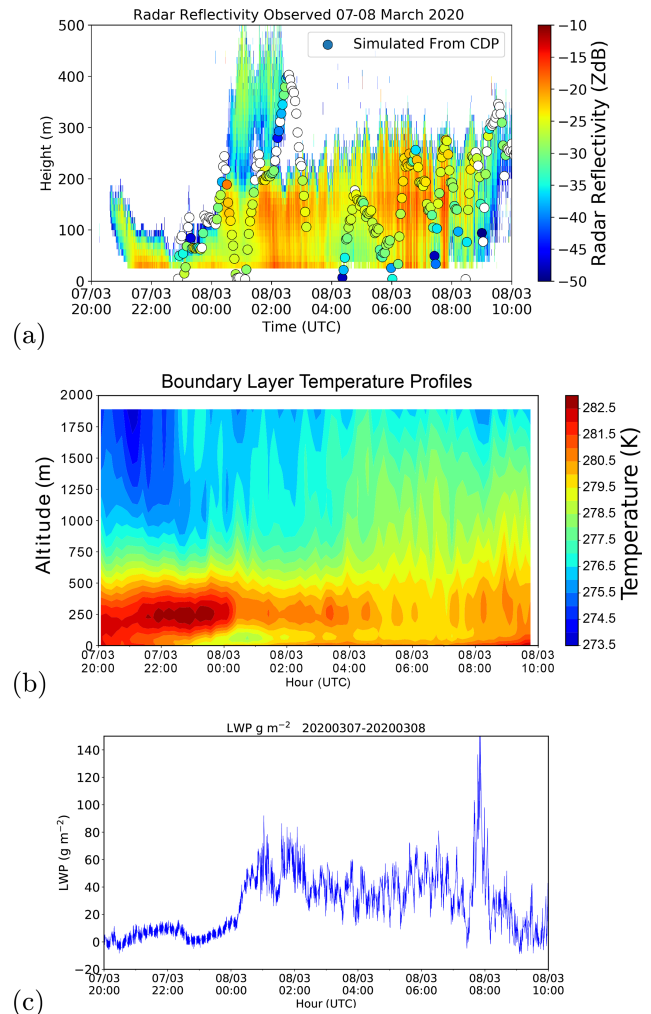 Radar Reflectivity Observed 07-08 March 2020
Simulated From CDP
500
400
300
200
100
0
Height (m)
07/03 07/03 08/03 08/03 08/03 08/03 08/03 08/03
20:00 22:00 00:00 02:00 04:00 06:00 08:00 10:00
Time (UTC)
−10
−15
−20
−25
−30
−35
−40
−45
−50
Radar Reflectivity (ZdB)
(a)
Boundary Layer Temperature Profiles
2000
1750
1500
1250
1000
750
500
250
0
Altitude (m)
07/03 07/03 08/03 08/03 08/03 08/03 08/03 08/03
20:00 22:00 00:00 02:00 04:00 06:00 08:00 10:00
Hour (UTC)
282.5
281.5
280.5
279.5
278.5
277.5
276.5
275.5
274.5
273.5
Temperature (K)
(b)
LWP g m−2 20200307-20200308
140
120
100
80
60
40
20
0
−20
LWP (g m−2)
07/03 07/03 08/03 08/03 08/03 08/03 08/03 08/03
20:00 22:00 00:00 02:00 04:00 06:00 08:00 10:00
Hour (UTC)
(c)